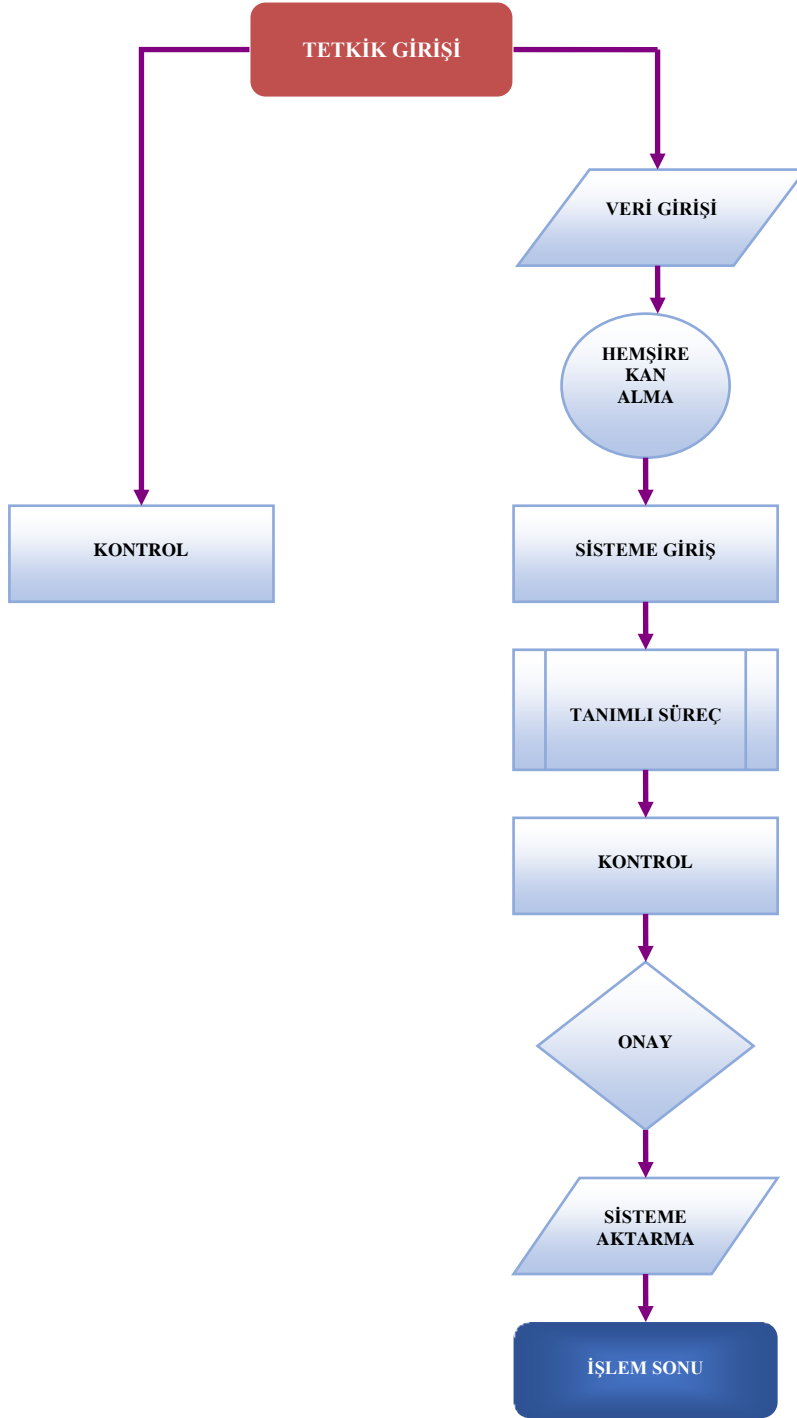 TETKİK GİRİŞİ
VERİ GİRİŞİ
HEMŞİRE
KAN
ALMA
KONTROL
SİSTEME GİRİŞ
TANIMLI SÜREÇ
KONTROL
ONAY
SİSTEME
AKTARMA
İŞLEM SONU